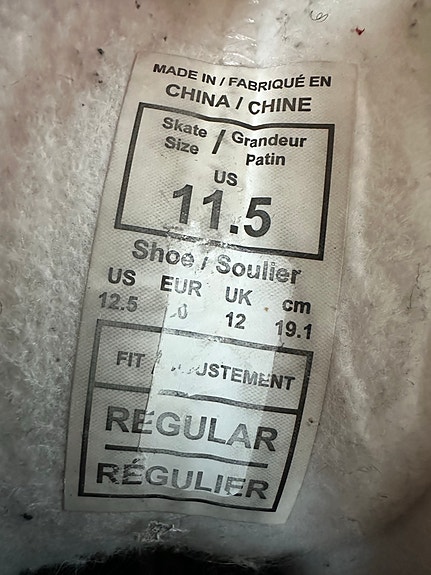 MADE IN / FABRIQUÉ EN
CHINA / CHINE
Skate Size / Grandeur Patin
US
11.5
Shoe / Soulier
US EUR UK cm
12.5 12 19.1
FIT USTEMENT
REGULAR
RÉGULIER